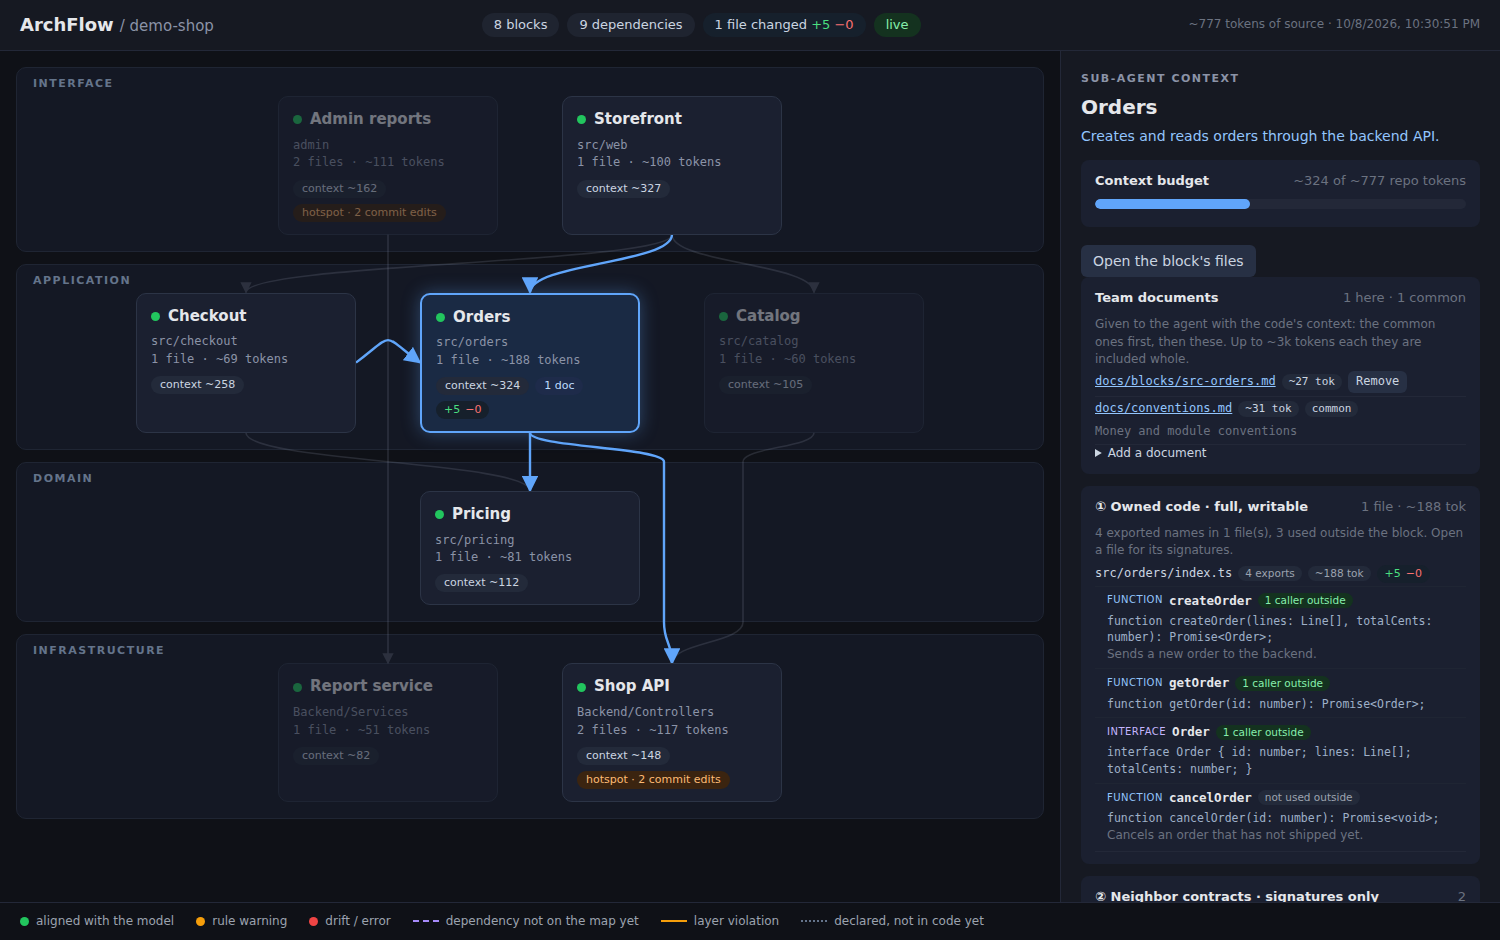 ArchFlow / demo-shop
8 blocks
9 dependencies
1 file changed +5 −0
live
~777 tokens of source · 10/8/2026, 10:30:51 PM
INTERFACE
Admin reports
admin
2 files · ~111 tokens
context ~162
hotspot · 2 commit edits
Storefront
src/web
1 file · ~100 tokens
context ~327
APPLICATION
Checkout
src/checkout
1 file · ~69 tokens
context ~258
Orders
src/orders
1 file · ~188 tokens
context ~324
1 doc
+5 −0
Catalog
src/catalog
1 file · ~60 tokens
context ~105
DOMAIN
Pricing
src/pricing
1 file · ~81 tokens
context ~112
INFRASTRUCTURE
Report service
Backend/Services
1 file · ~51 tokens
context ~82
Shop API
Backend/Controllers
2 files · ~117 tokens
context ~148
hotspot · 2 commit edits
SUB-AGENT CONTEXT
Orders
Creates and reads orders through the backend API.
Context budget
~324 of ~777 repo tokens
Open the block's files
Team documents
1 here · 1 common
Given to the agent with the code's context: the common
ones first, then these. Up to ~3k tokens each they are
included whole.
docs/blocks/src-orders.md ~27 tok Remove
docs/conventions.md ~31 tok common
Money and module conventions
Add a document
① Owned code · full, writable
1 file · ~188 tok
4 exported names in 1 file(s), 3 used outside the block. Open
a file for its signatures.
src/orders/index.ts 4 exports ~188 tok +5 −0
FUNCTION createOrder 1 caller outside
function createOrder(lines: Line[], totalCents:
number): Promise<Order>;
Sends a new order to the backend.
FUNCTION getOrder 1 caller outside
function getOrder(id: number): Promise<Order>;
INTERFACE Order 1 caller outside
interface Order { id: number; lines: Line[];
totalCents: number; }
FUNCTION cancelOrder not used outside
function cancelOrder(id: number): Promise<void>;
Cancels an order that has not shipped yet.
② Neighbor contracts · signatures only
2
aligned with the model
rule warning
drift / error
dependency not on the map yet
layer violation
declared, not in code yet